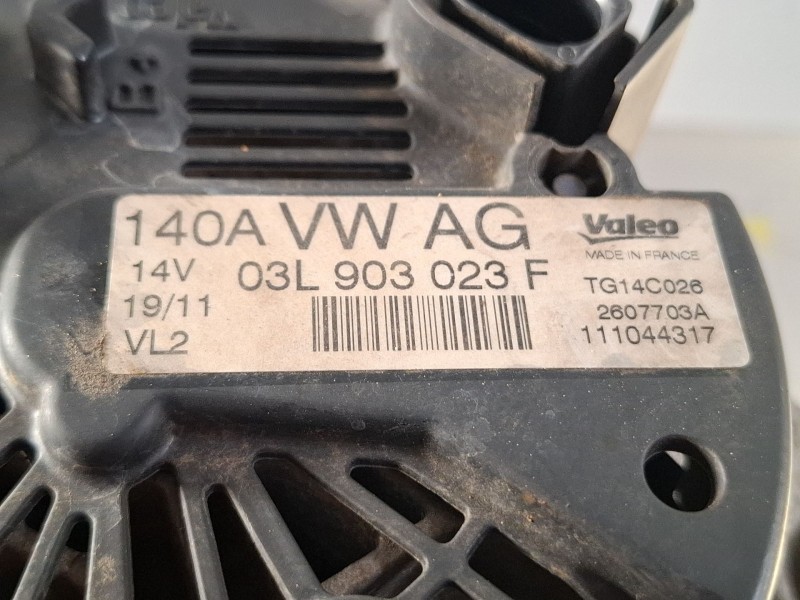 B+
140A VW AG
14V 03L 903 023 F
19/11
VL2
Valeo
MADE IN FRANCE
TG14C026
2607703A
111044317